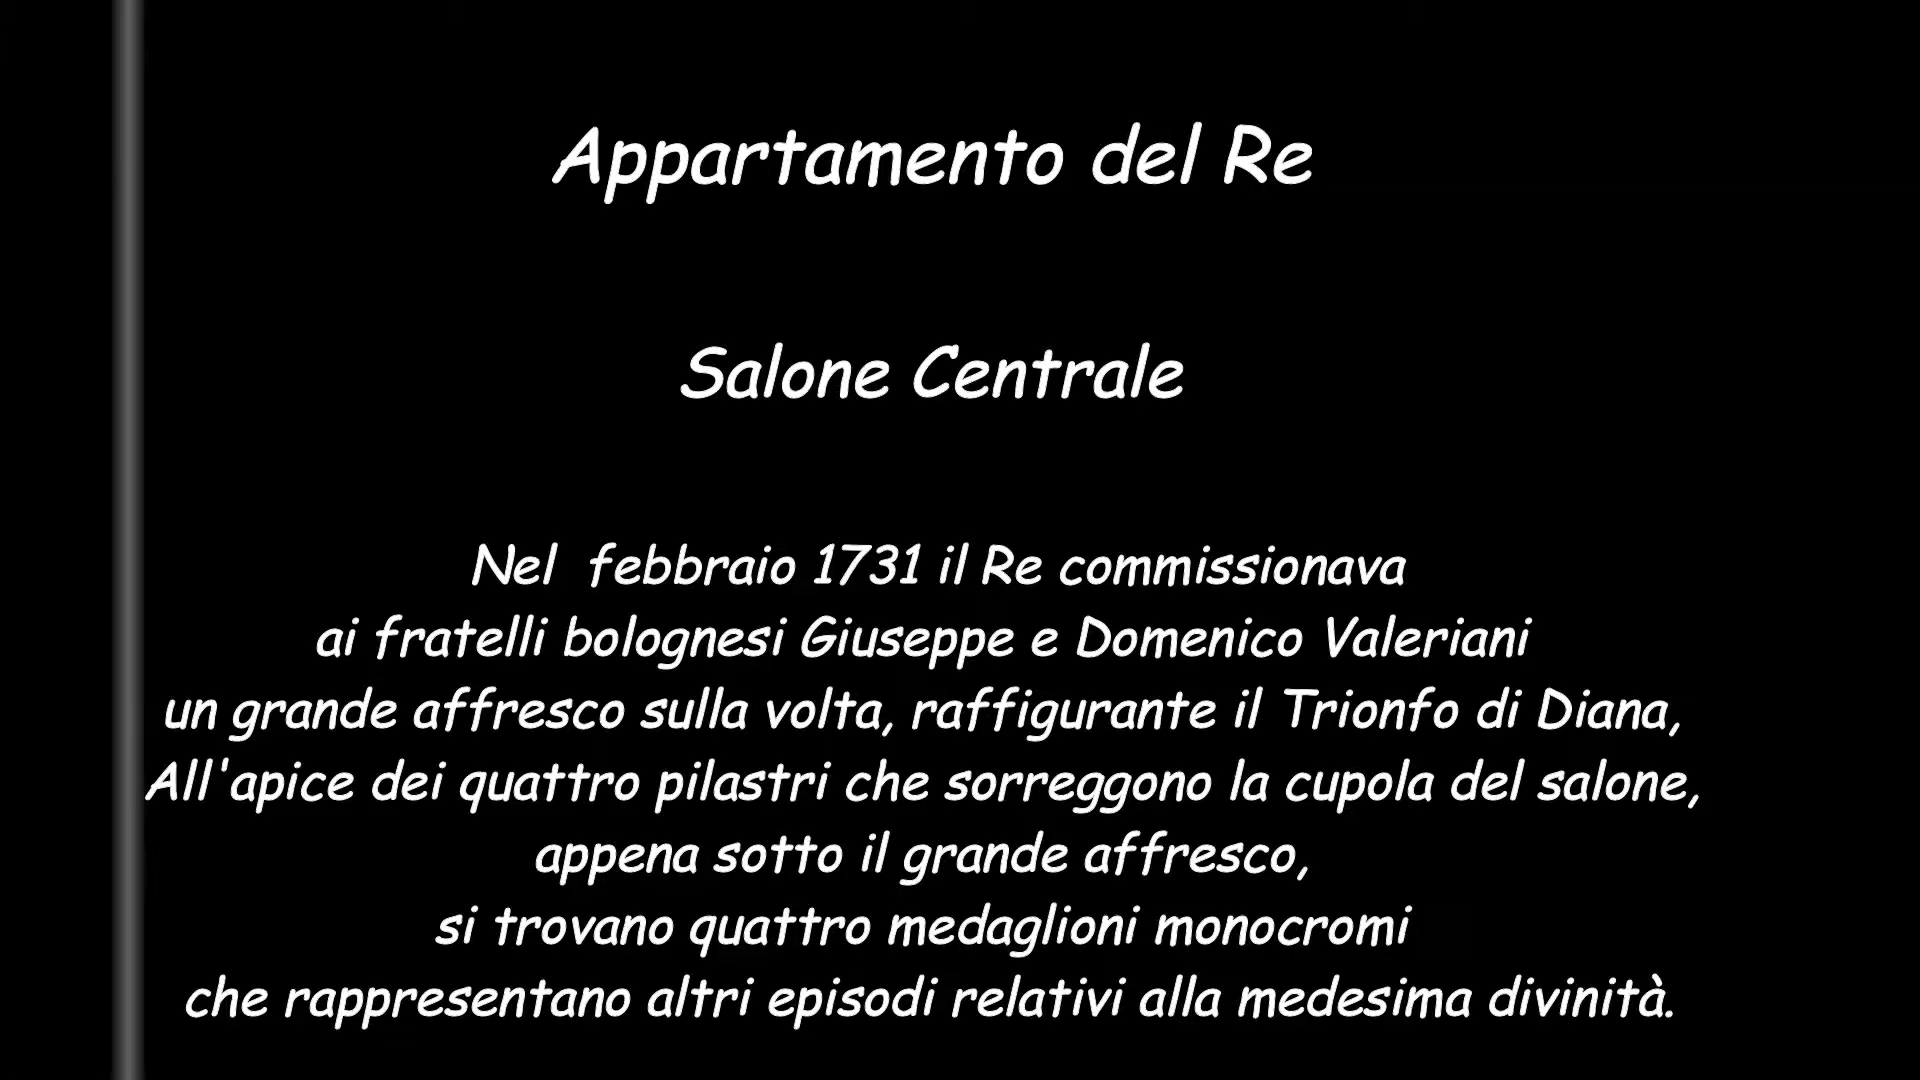 Appartamento del Re
Salone Centrale
Nel  febbraio 1731 il Re commissionava
ai fratelli bolognesi Giuseppe e Domenico Valeriani
un grande affresco sulla volta, raffigurante il Trionfo di Diana,
All'apice dei quattro pilastri che sorreggono la cupola del salone,
appena sotto il grande affresco,
si trovano quattro medaglioni monocromi
che rappresentano altri episodi relativi alla medesima divinità.